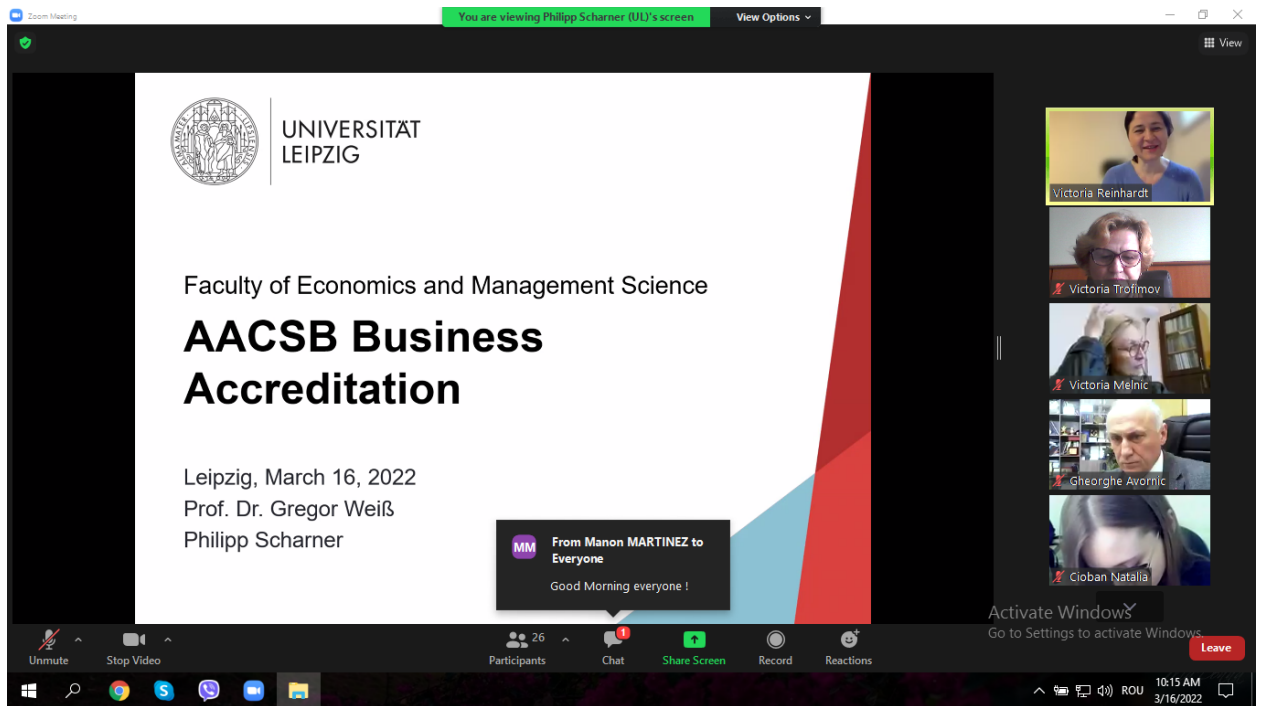 Zoom Meeting
You are viewing Philipp Scharner (UL)'s screen
View Options
View
UNIVERSITÄT
LEIPZIG
Faculty of Economics and Management Science
AACSB Business
Accreditation
Leipzig, March 16, 2022
Prof. Dr. Gregor Weiß
Philipp Scharner
MM
From Manon MARTINEZ to
Everyone
Good Morning everyone !
Victoria Reinhardt
Victoria Trofimov
Victoria Melnic
Gheorghe Avornic
Cioban Natalia
Activate Windows
Go to Settings to activate Windows.
Unmute
Stop Video
26
Participants
1
Chat
Share Screen
Record
Reactions
Leave
ROU
10:15 AM
3/16/2022